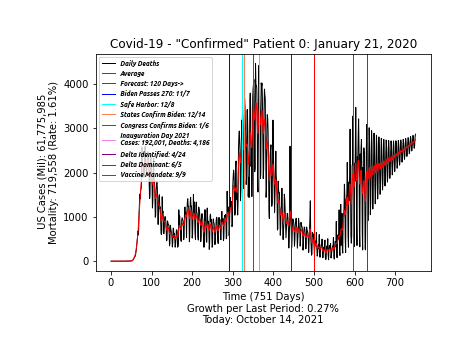 Covid-19 - "Confirmed" Patient 0: January 21, 2020
US Cases (Mil): 61,775,985
Mortality: 719,558 (Rate: 1.61%)
4000
3000
2000
1000
0
Daily Deaths
Average
Forecast: 120 Days->
Biden Passes 270: 11/7
Safe Harbor: 12/8
States Confirm Biden: 12/14
Congress Confirms Biden: 1/6
Inauguration Day 2021
Cases: 192,001, Deaths: 4,186
Delta Identified: 4/24
Delta Dominant: 6/5
Vaccine Mandate: 9/9
0 100 200 300 400 500 600 700
Time (751 Days)
Growth per Last Period: 0.27%
Today: October 14, 2021